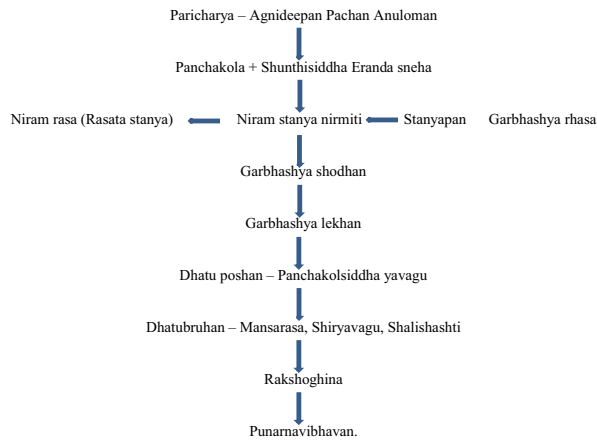 Paricharya – Agnideepan Pachan Anuloman
Panchakola + Shunthisiddha Eranda sneha
Niram rasa (Rasata stanya) Niram stanya nirmiti Stanyapan Garbhashya rhasa
Garbhashya shodhan
Garbhashya lekhan
Dhatu poshan – Panchakolsiddha yavagu
Dhatubruhan – Mansarasa, Shiryavagu, Shalishashti
Rakshoghina
Punarnavibhavan.